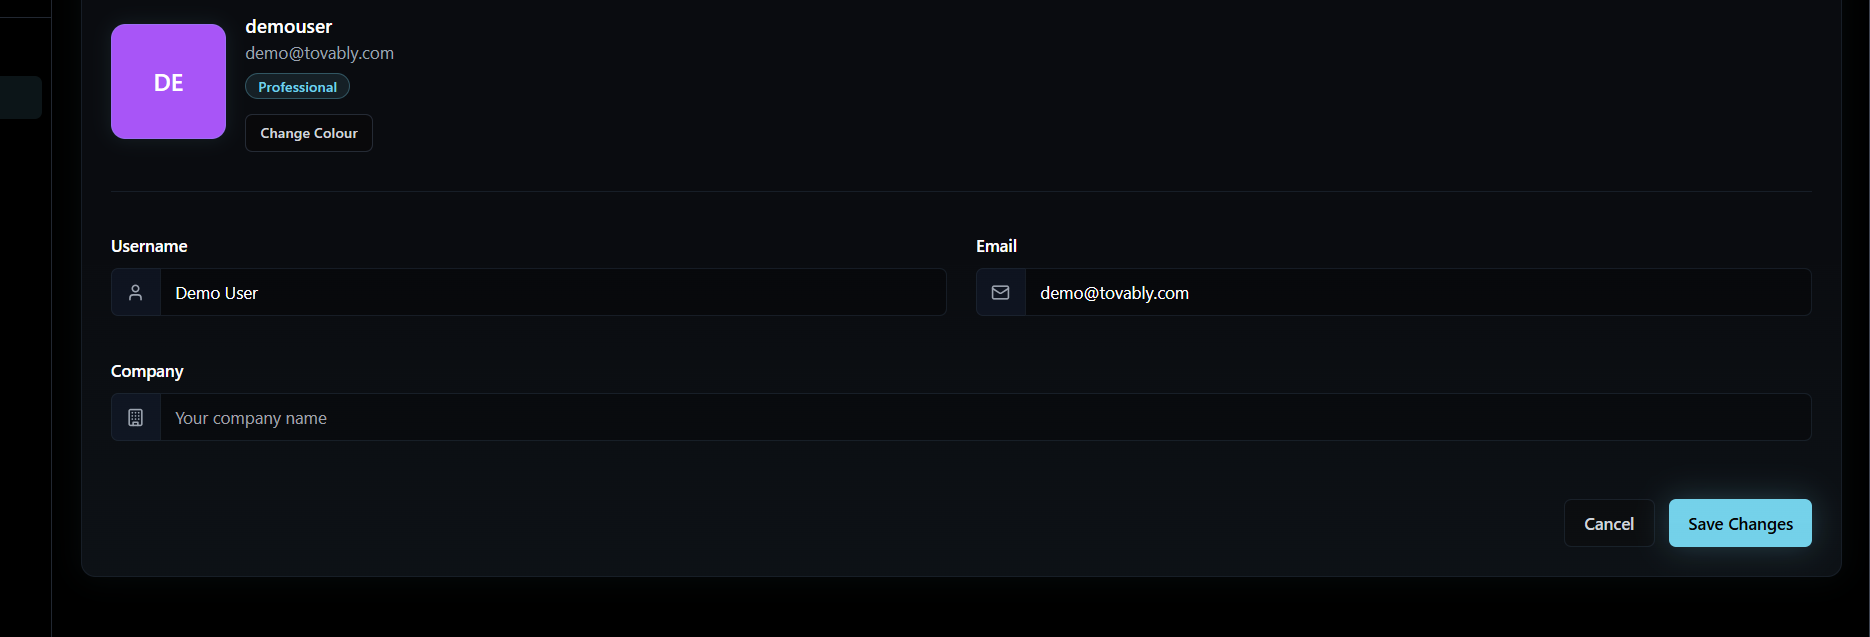 DE
demouser
demo@tovably.com
Professional
Change Colour
Username
Demo User
Email
demo@tovably.com
Company
Your company name
Cancel
Save Changes